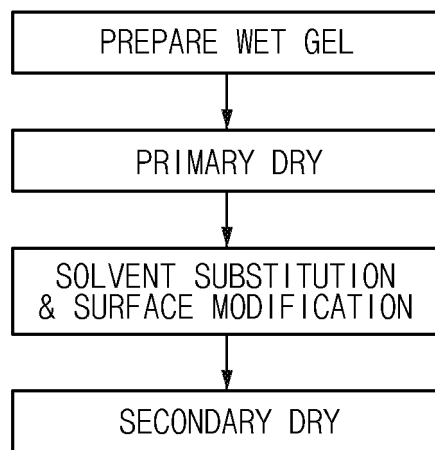 PREPARE WET GEL
PRIMARY DRY
SOLVENT SUBSTITUTION
& SURFACE MODIFICATION
SECONDARY DRY